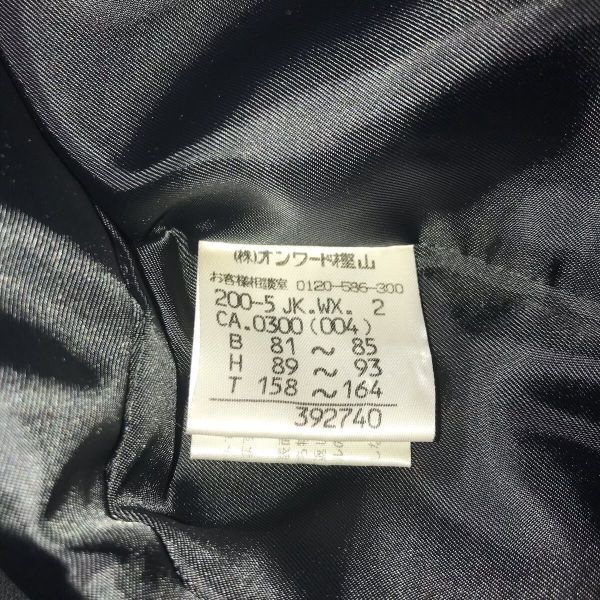 (株)オンワード樫山
お客様相談室 0120-586-300
200-5 JK.WX. 2
CA.0300(004)
B 81 ～ 85
H 89 ～ 93
T 158 ～ 164
392740